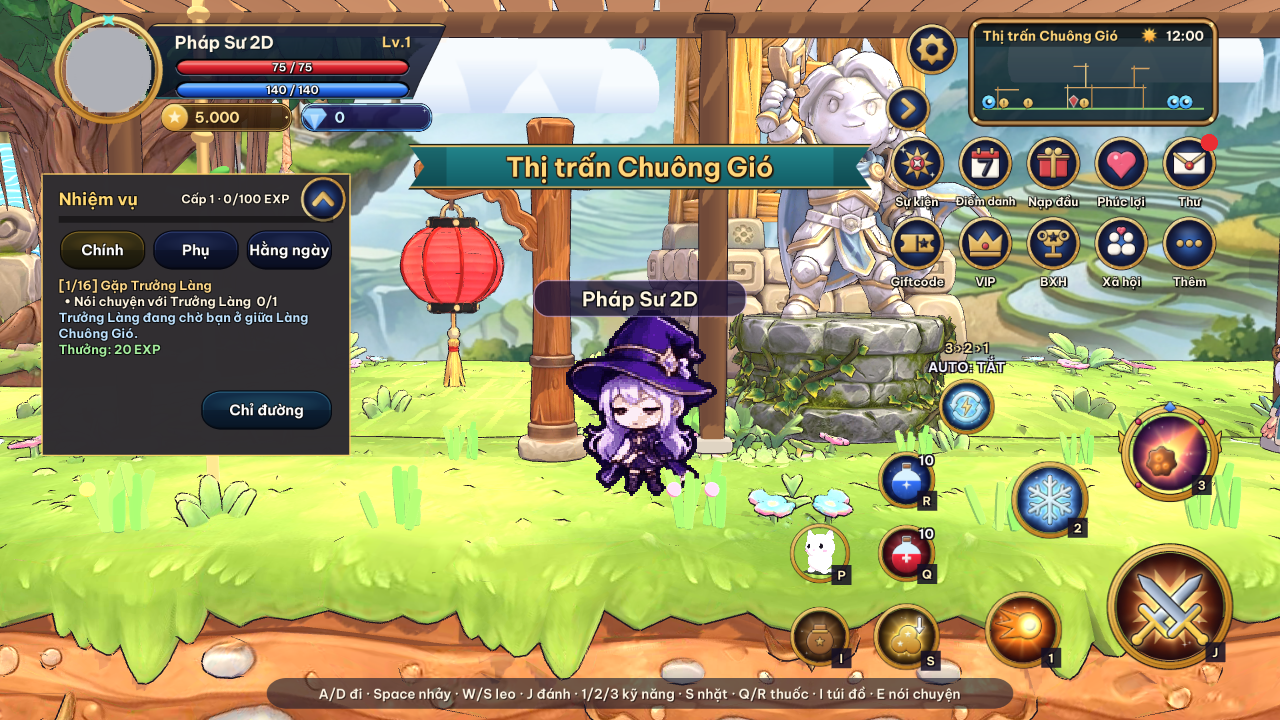 Pháp Sư 2D
Lv.1
75 / 75
140 / 140
5.000
0
Thị trấn Chuông Gió
12:00
Thị trấn Chuông Gió
7
Sự kiện
Điểm danh
Nạp đầu
Phúc lợi
Thư
Giftcode
VIP
BXH
Xã hội
Thêm
Nhiệm vụ
Cấp 1 · 0/100 EXP
Chính
Phụ
Hằng ngày
[1/16] Gặp Trưởng Làng
• Nói chuyện với Trưởng Làng 0/1
Trưởng Làng đang chờ bạn ở giữa Làng
Chuông Gió.
Thưởng: 20 EXP
Chỉ đường
Pháp Sư 2D
3›2›1
AUTO: TẮT
10
R
2
3
10
Q
P
I
S
1
J
A/D đi · Space nhảy · W/S leo · J đánh · 1/2/3 kỹ năng · S nhặt · Q/R thuốc · I túi đồ · E nói chuyện